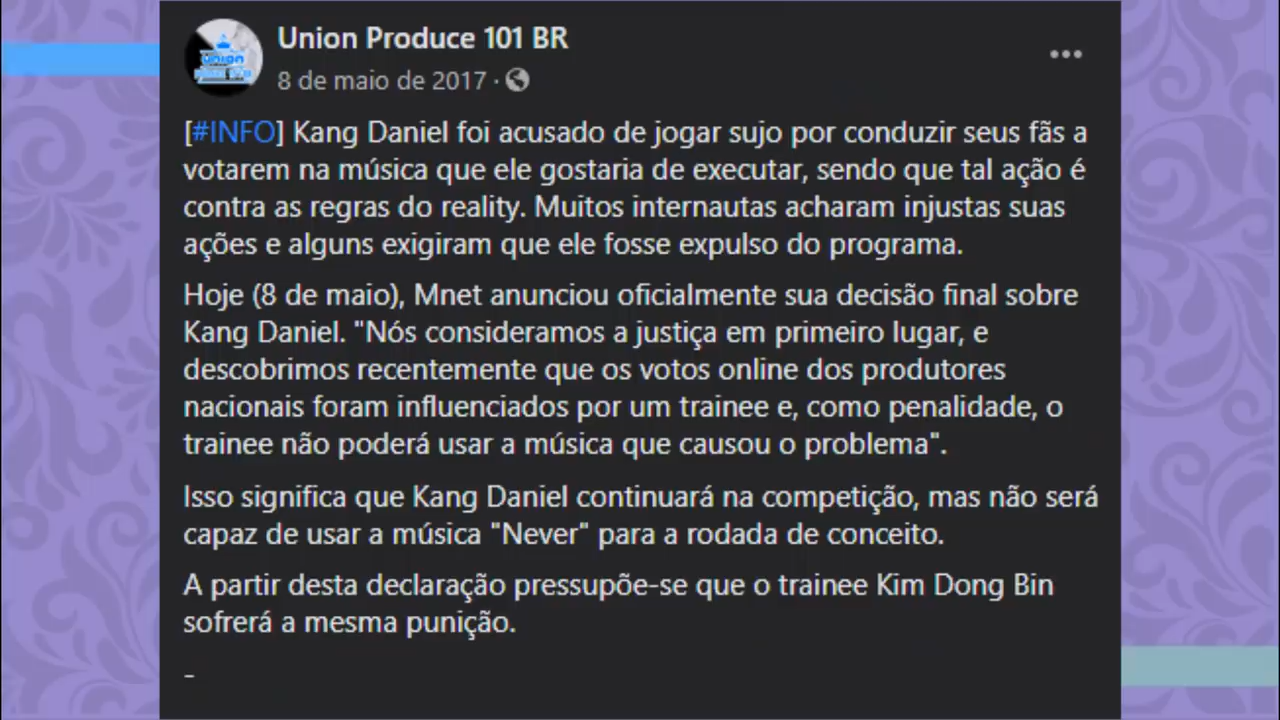 Union Produce 101 BR
8 de maio de 2017 ·
[#INFO] Kang Daniel foi acusado de jogar sujo por conduzir seus fãs a
votarem na música que ele gostaria de executar, sendo que tal ação é
contra as regras do reality. Muitos internautas acharam injustas suas
ações e alguns exigiram que ele fosse expulso do programa.
Hoje (8 de maio), Mnet anunciou oficialmente sua decisão final sobre
Kang Daniel. "Nós consideramos a justiça em primeiro lugar, e
descobrimos recentemente que os votos online dos produtores
nacionais foram influenciados por um trainee e, como penalidade, o
trainee não poderá usar a música que causou o problema".
Isso significa que Kang Daniel continuará na competição, mas não será
capaz de usar a música "Never" para a rodada de conceito.
A partir desta declaração pressupõe-se que o trainee Kim Dong Bin
sofrerá a mesma punição.
-